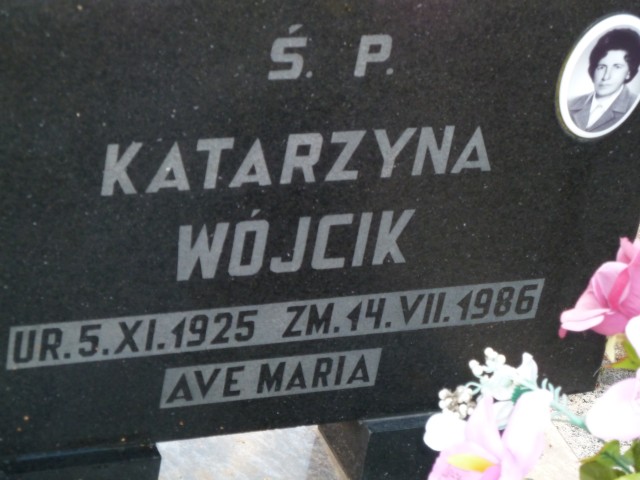 Ś. P.
KATARZYNA
WÓJCIK
UR. 5. XI. 1925 ZM. 14. VII. 1986
AVE MARIA